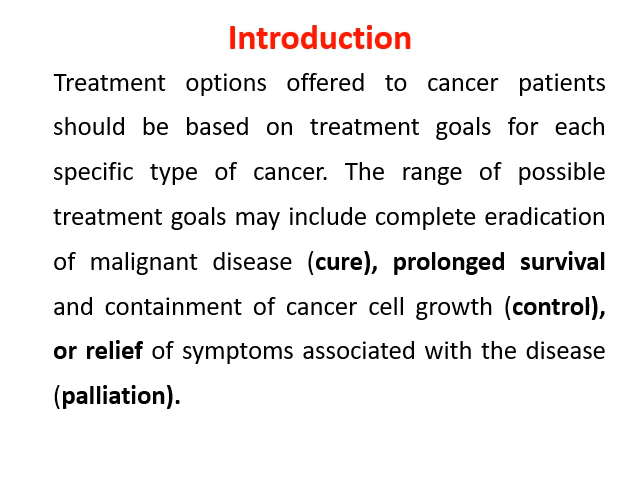 Introduction
Treatment options offered to cancer patients
should be based on treatment goals for each
specific type of cancer. The range of possible
treatment goals may include complete eradication
of malignant disease (cure), prolonged survival
and containment of cancer cell growth (control),
or relief of symptoms associated with the disease
(palliation).